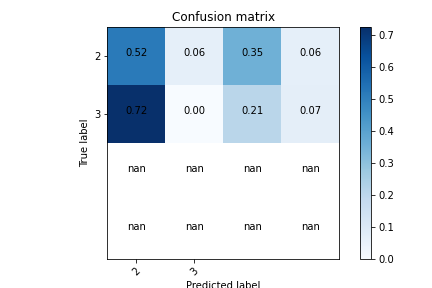 Confusion matrix
2 0.52 0.06 0.35 0.06
3 0.72 0.00 0.21 0.07
nan nan nan nan
nan nan nan nan
2 3
True label
Predicted label
0.7
0.6
0.5
0.4
0.3
0.2
0.1
0.0